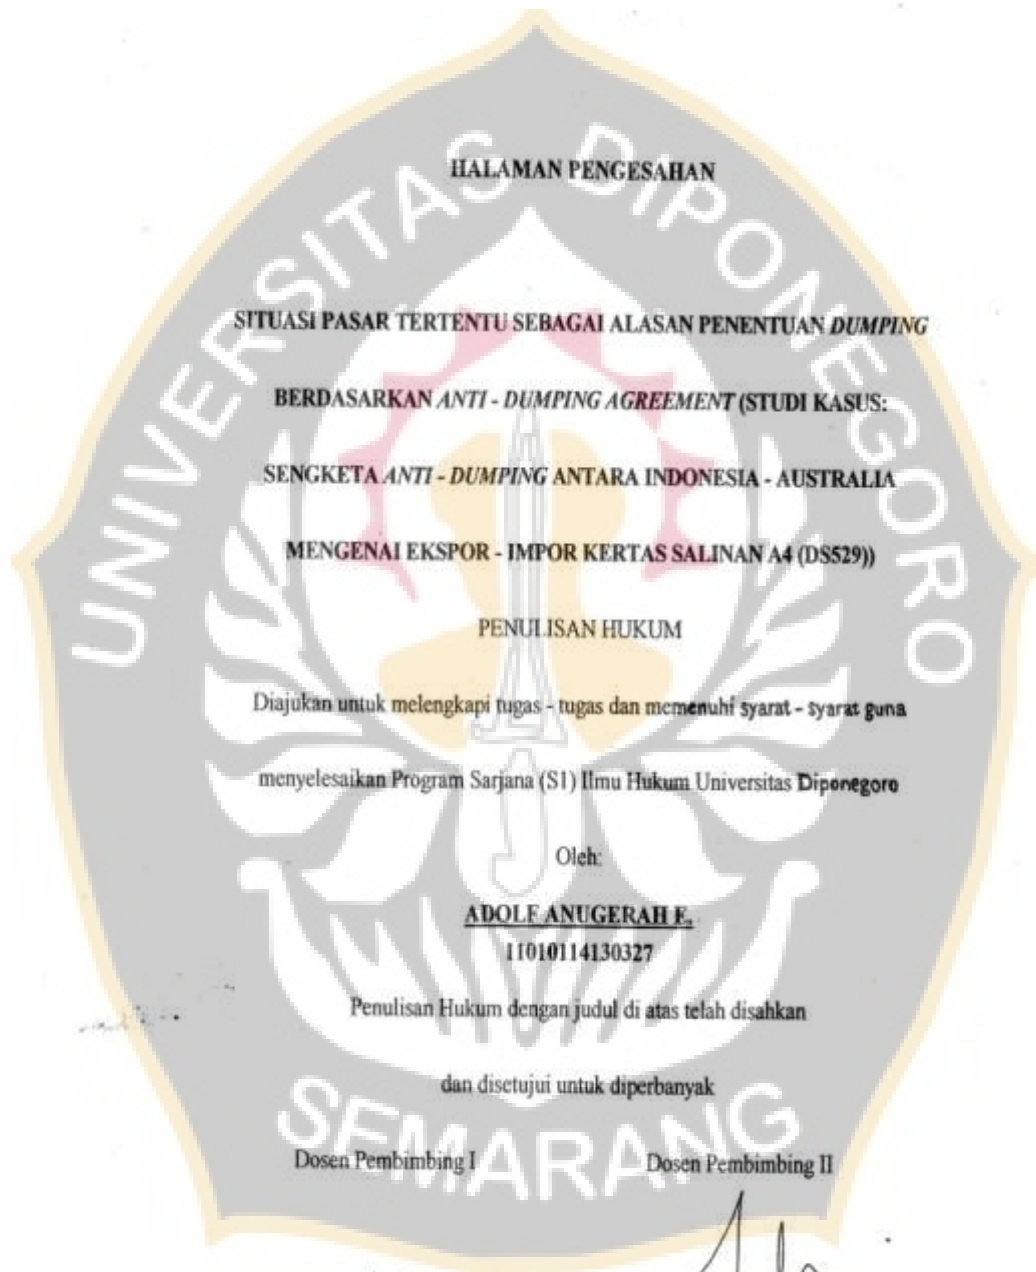 UNIVERSITAS DIPONEGORO
HALAMAN PENGESAHAN
SITUASI PASAR TERTENTU SEBAGAI ALASAN PENENTUAN DUMPING
BERDASARKAN ANTI - DUMPING AGREEMENT (STUDI KASUS:
SENGKETA ANTI - DUMPING ANTARA INDONESIA - AUSTRALIA
MENGENAI EKSPOR - IMPOR KERTAS SALINAN A4 (DS529))
PENULISAN HUKUM
Diajukan untuk melengkapi tugas - tugas dan memenuhi syarat - syarat guna
menyelesaikan Program Sarjana (S1) Ilmu Hukum Universitas Diponegoro
Oleh:
ADOLF ANUGERAH E.
11010114130327
Penulisan Hukum dengan judul di atas telah disahkan
dan disetujui untuk diperbanyak
SEMARANG
Dosen Pembimbing I Dosen Pembimbing II